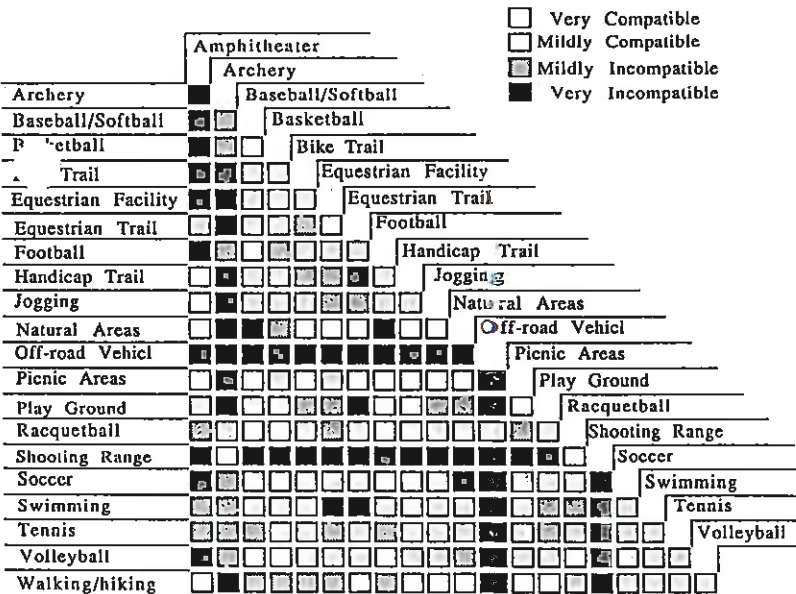 Very Compatible
Mildly Compatible
Mildly Incompatible
Very Incompatible
Amphitheater
Archery
Baseball/Softball
Basketball
Bike Trail
Equestrian Facility
Equestrian Trail
Football
Handicap Trail
Jogging
Natural Areas
Off-road Vehicl
Picnic Areas
Play Ground
Racquetball
Shooting Range
Soccer
Swimming
Tennis
Volleyball
Archery
Baseball/Softball
etball
Trail
Equestrian Facility
Equestrian Trail
Football
Handicap Trail
Jogging
Natural Areas
Off-road Vehicl
Picnic Areas
Play Ground
Racquetball
Shooting Range
Soccer
Swimming
Tennis
Volleyball
Walking/hiking